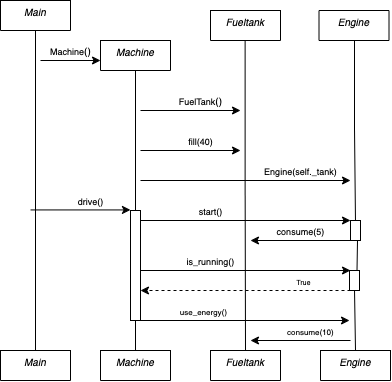 Main
Fueltank
Engine
Machine()
Machine
FuelTank()
fill(40)
Engine(self._tank)
drive()
start()
consume(5)
is_running()
True
use_energy()
consume(10)
Main
Machine
Fueltank
Engine